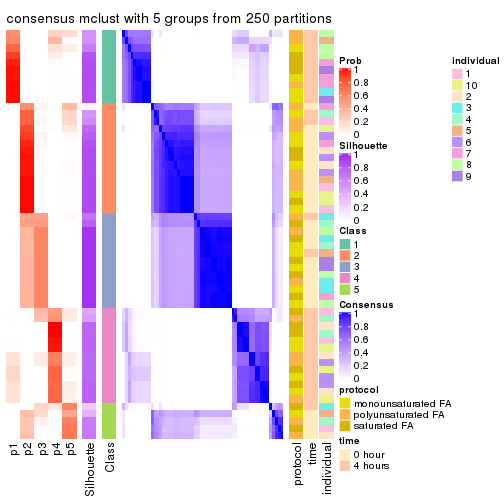 consensus mclust with 5 groups from 250 partitions
Prob
1
0.8
0.6
0.4
0.2
0
Silhouette
1
0.8
0.6
0.4
0.2
0
Class
1
2
3
4
5
Consensus
1
0.8
0.6
0.4
0.2
0
protocol
monounsaturated FA
polyunsaturated FA
saturated FA
time
0 hour
4 hours
individual
1
10
2
3
4
5
6
7
8
9
p1
p2
p3
p4
p5
Silhouette
Class
protocol
time
individual